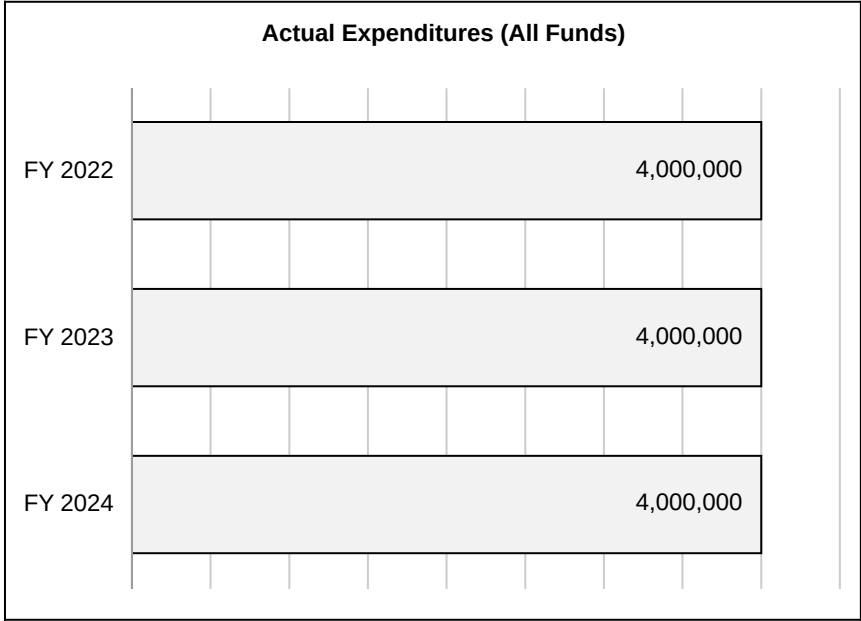 Actual Expenditures (All Funds)
FY 2022
4,000,000
FY 2023
4,000,000
FY 2024
4,000,000